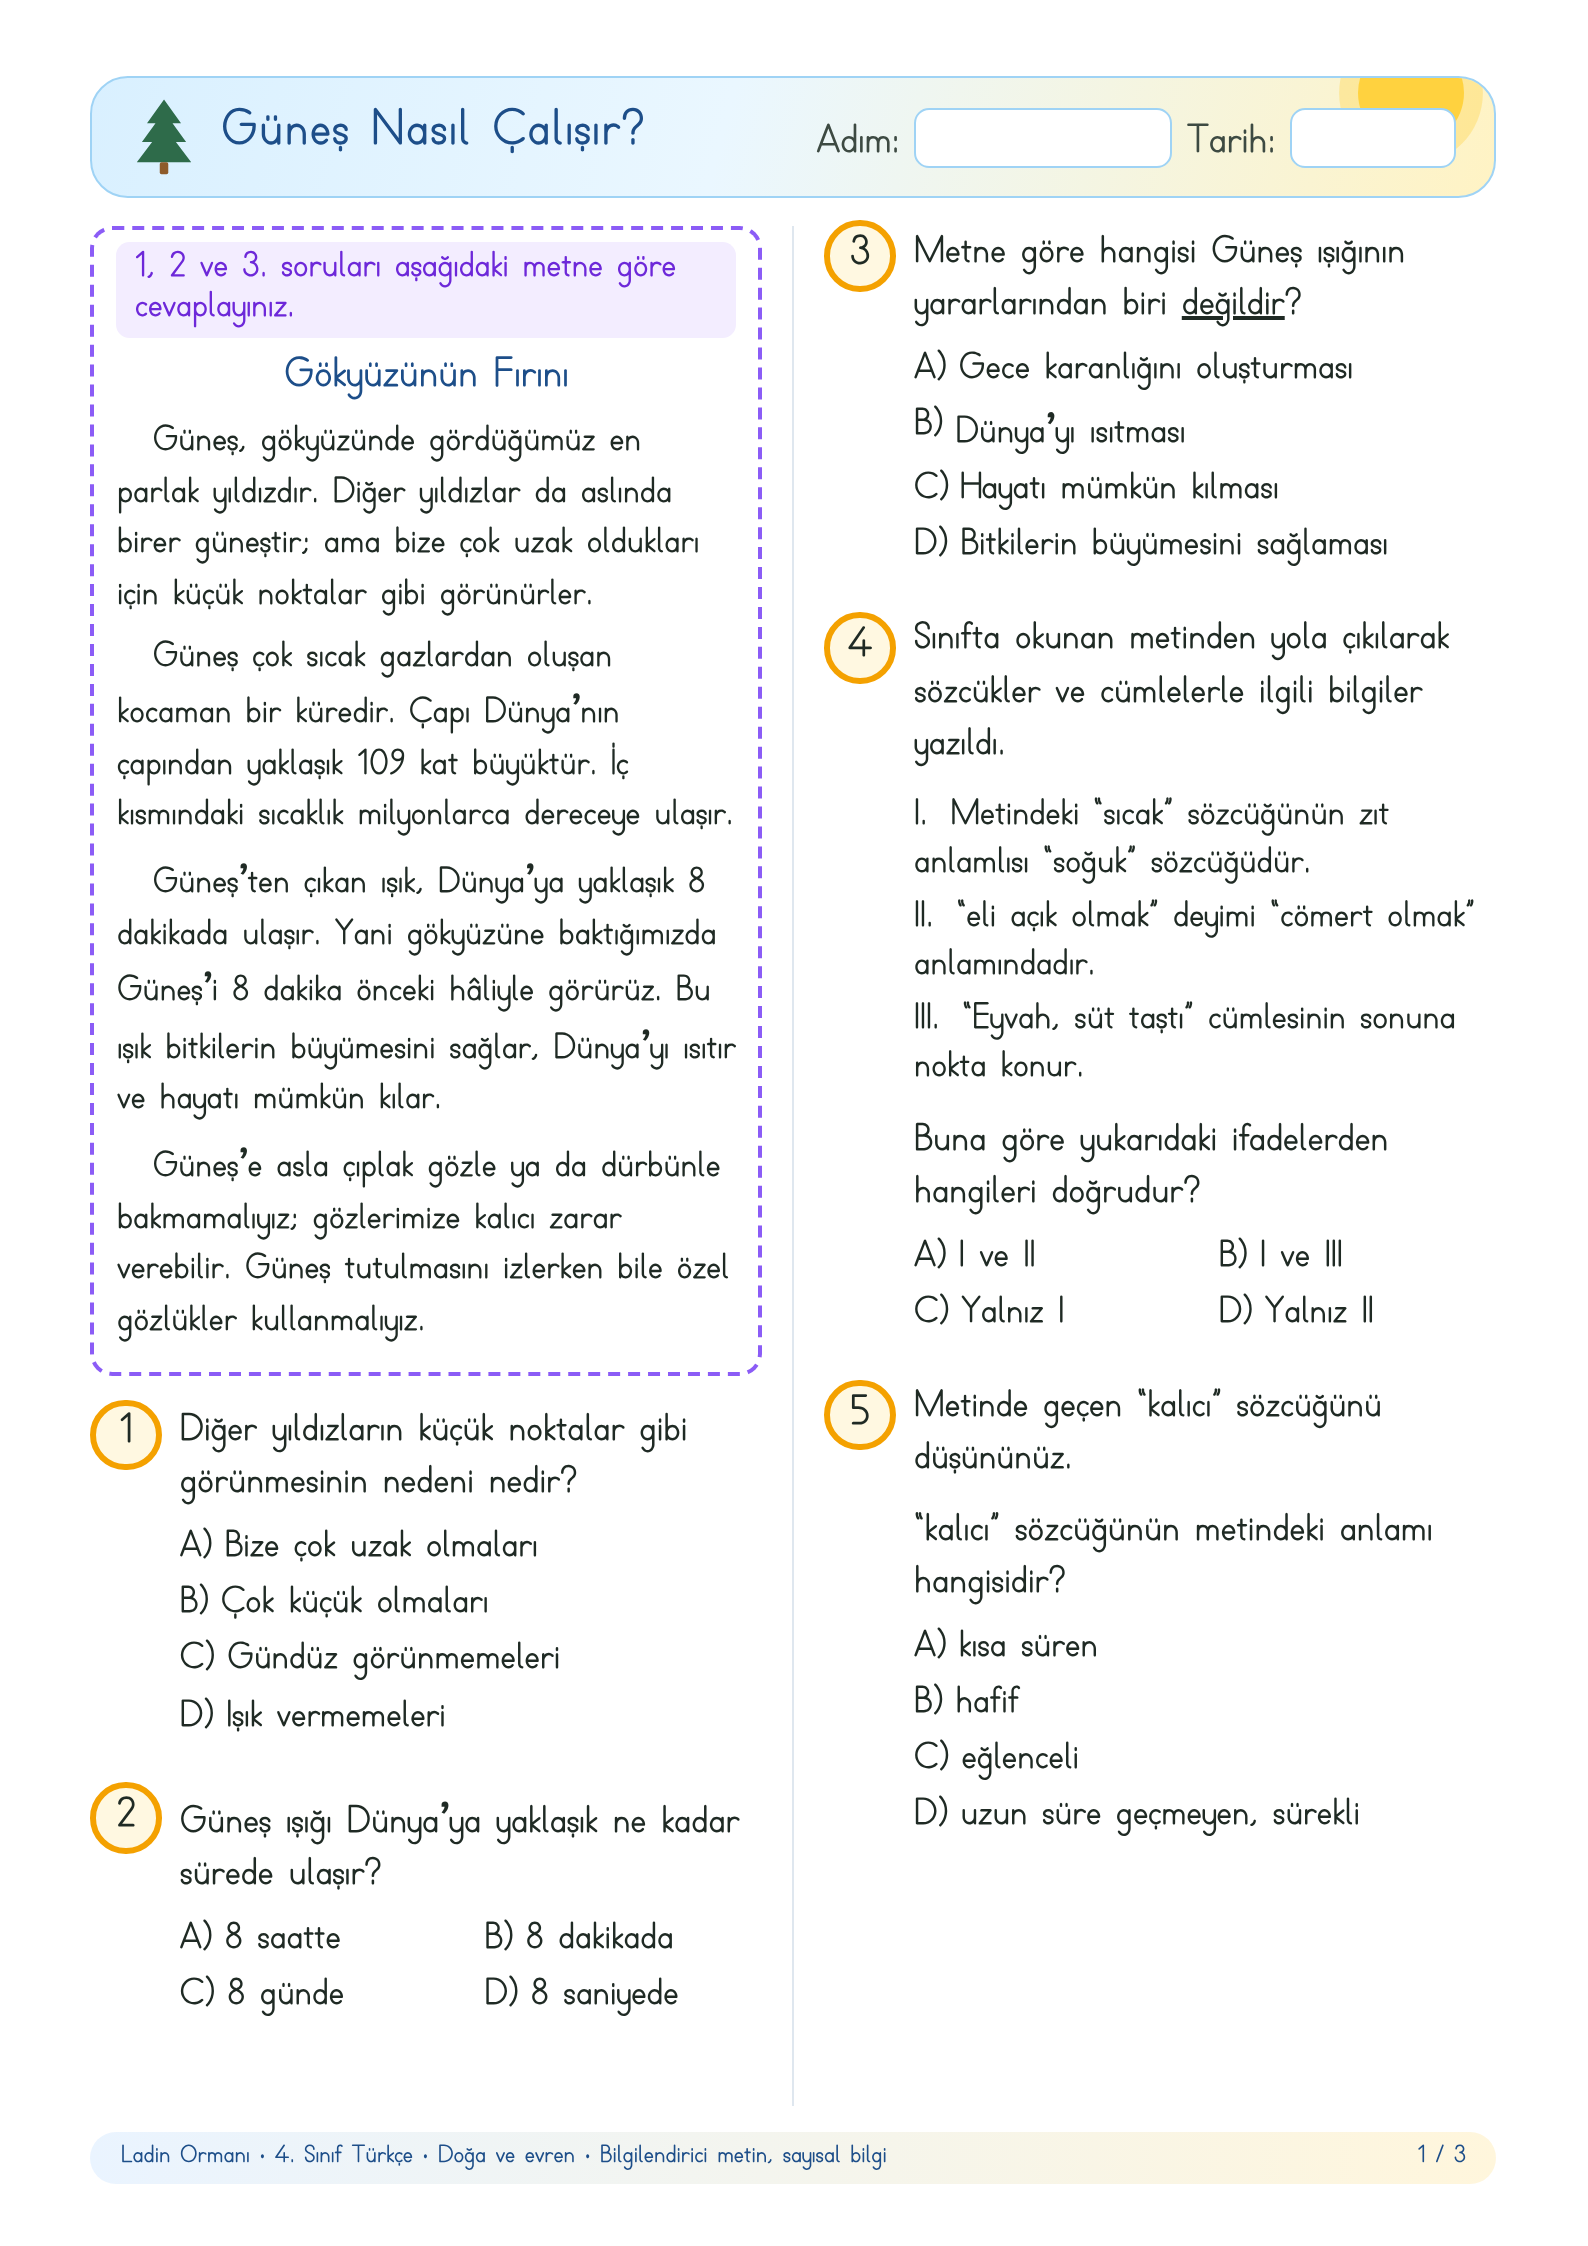 Güneş Nasıl Çalışır?
Adım:
Tarih:
1, 2 ve 3. soruları aşağıdaki metne göre
cevaplayınız.
Gökyüzünün Fırını
Güneş, gökyüzünde gördüğümüz en
parlak yıldızdır. Diğer yıldızlar da aslında
birer güneştir; ama bize çok uzak oldukları
için küçük noktalar gibi görünürler.
Güneş çok sıcak gazlardan oluşan
kocaman bir küredir. Çapı Dünya’nın
çapından yaklaşık 109 kat büyüktür. İç
kısmındaki sıcaklık milyonlarca dereceye ulaşır.
Güneş’ten çıkan ışık, Dünya’ya yaklaşık 8
dakikada ulaşır. Yani gökyüzüne baktığımızda
Güneş’i 8 dakika önceki hâliyle görürüz. Bu
ışık bitkilerin büyümesini sağlar, Dünya’yı ısıtır
ve hayatı mümkün kılar.
Güneş’e asla çıplak gözle ya da dürbünle
bakmamalıyız; gözlerimize kalıcı zarar
verebilir. Güneş tutulmasını izlerken bile özel
gözlükler kullanmalıyız.
1
Diğer yıldızların küçük noktalar gibi
görünmesinin nedeni nedir?
A) Bize çok uzak olmaları
B) Çok küçük olmaları
C) Gündüz görünmemeleri
D) Işık vermemeleri
2
Güneş ışığı Dünya’ya yaklaşık ne kadar
sürede ulaşır?
A) 8 saatte B) 8 dakikada
C) 8 günde D) 8 saniyede
3
Metne göre hangisi Güneş ışığının
yararlarından biri değildir?
A) Gece karanlığını oluşturması
B) Dünya’yı ısıtması
C) Hayatı mümkün kılması
D) Bitkilerin büyümesini sağlaması
4
Sınıfta okunan metinden yola çıkılarak
sözcükler ve cümlelerle ilgili bilgiler
yazıldı.
I. Metindeki “sıcak” sözcüğünün zıt
anlamlısı “soğuk” sözcüğüdür.
II. “eli açık olmak” deyimi “cömert olmak”
anlamındadır.
III. “Eyvah, süt taştı” cümlesinin sonuna
nokta konur.
Buna göre yukarıdaki ifadelerden
hangileri doğrudur?
A) I ve II B) I ve III
C) Yalnız I D) Yalnız II
5
Metinde geçen “kalıcı” sözcüğünü
düşününüz.
“kalıcı” sözcüğünün metindeki anlamı
hangisidir?
A) kısa süren
B) hafif
C) eğlenceli
D) uzun süre geçmeyen, sürekli
Ladin Ormanı • 4. Sınıf Türkçe • Doğa ve evren • Bilgilendirici metin, sayısal bilgi
1 / 3